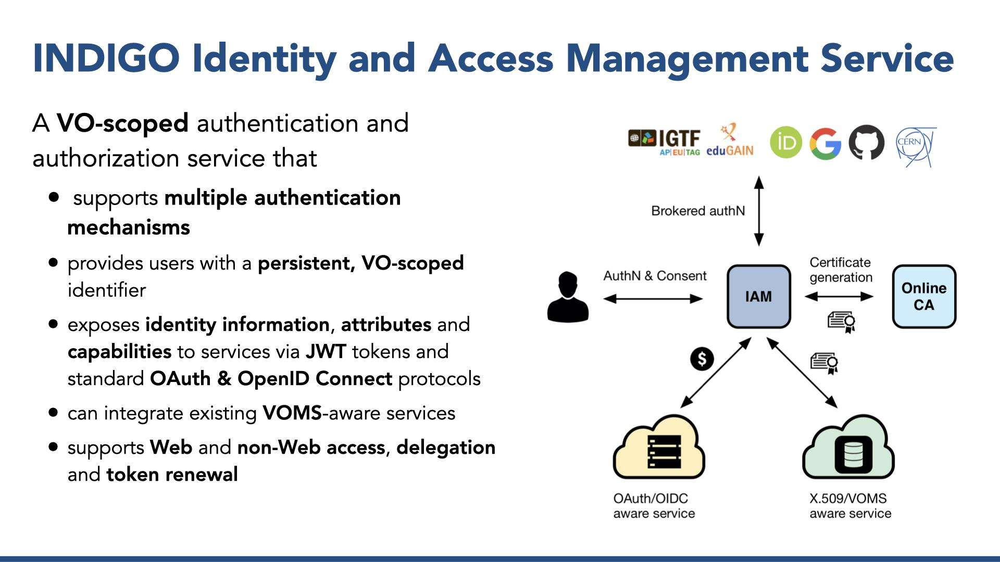 INDIGO Identity and Access Management Service
A VO-scoped authentication and
authorization service that
• supports multiple authentication
mechanisms
• provides users with a persistent, VO-scoped
identifier
• exposes identity information, attributes and
capabilities to services via JWT tokens and
standard OAuth & OpenID Connect protocols
• can integrate existing VOMS-aware services
• supports Web and non-Web access, delegation
and token renewal
IGTF
AP|EU|TAG
eduGAIN
iD
G
CERN
Brokered authN
AuthN & Consent
IAM
Certificate
generation
Online
CA
$
OAuth/OIDC
aware service
X.509/VOMS
aware service